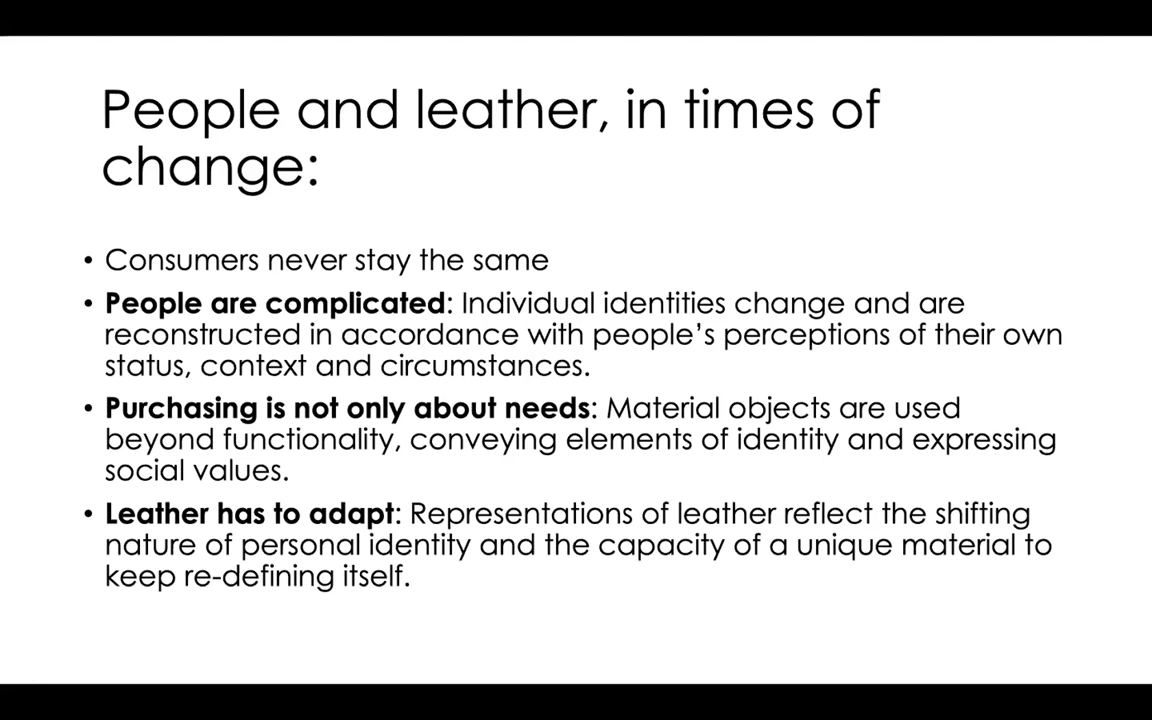 People and leather, in times of
change:
• Consumers never stay the same
• People are complicated: Individual identities change and are
reconstructed in accordance with people's perceptions of their own
status, context and circumstances.
• Purchasing is not only about needs: Material objects are used
beyond functionality, conveying elements of identity and expressing
social values.
• Leather has to adapt: Representations of leather reflect the shifting
nature of personal identity and the capacity of a unique material to
keep re-defining itself.